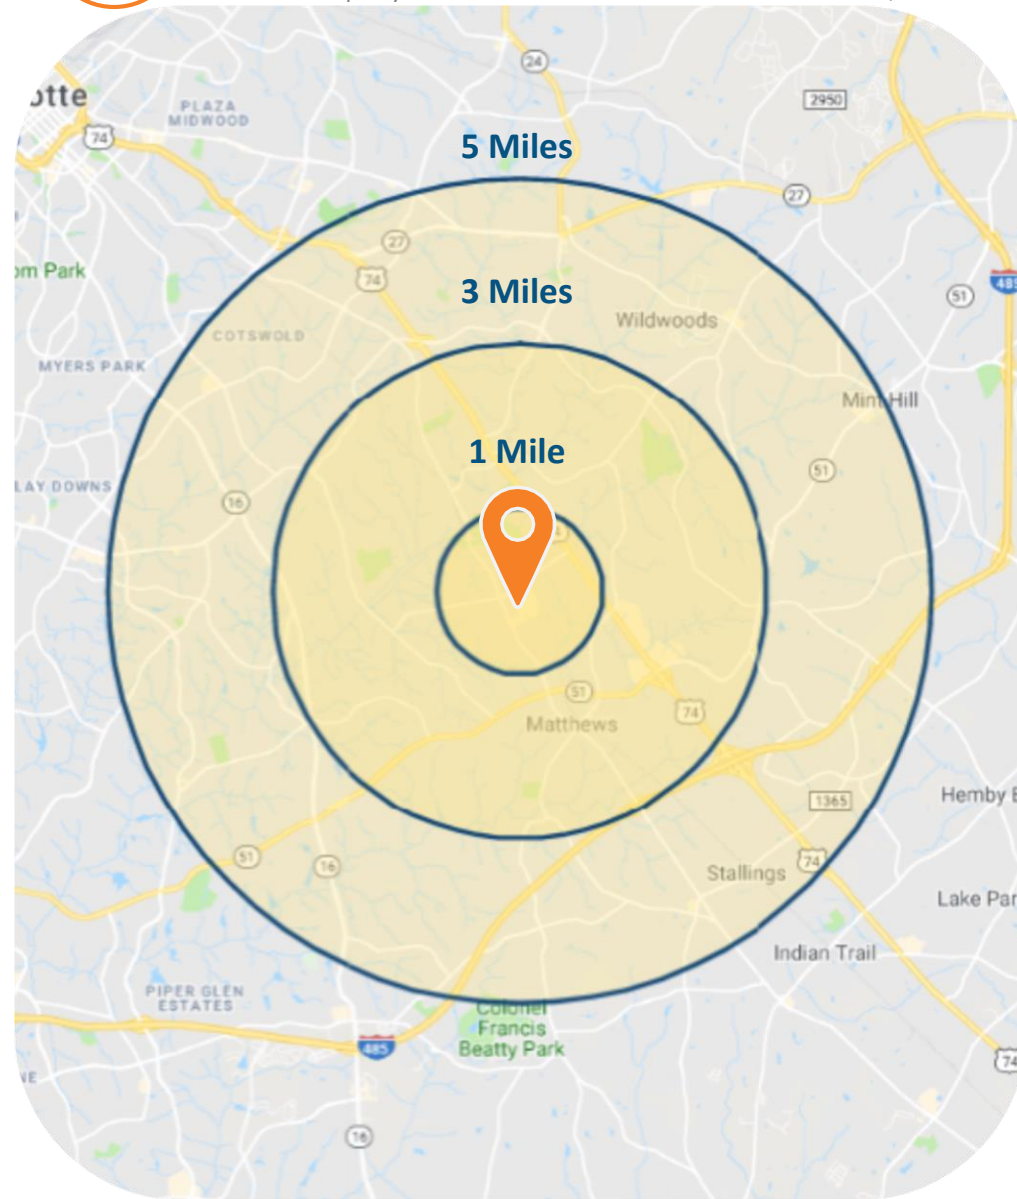 24
otte
PLAZA
MIDWOOD
2950
74
5 Miles
27
27
om Park
74
485
51
3 Miles
Wildwoods
COTSWOLD
MYERS PARK
Mint Hill
1 Mile
51
LAY DOWNS
16
51
74
Matthews
Hemby
1365
51
16
74
Stallings
Lake Par
Indian Trail
PIPER GLEN
ESTATES
Colonel
Francis
Beatty Park
485
74
NE
16